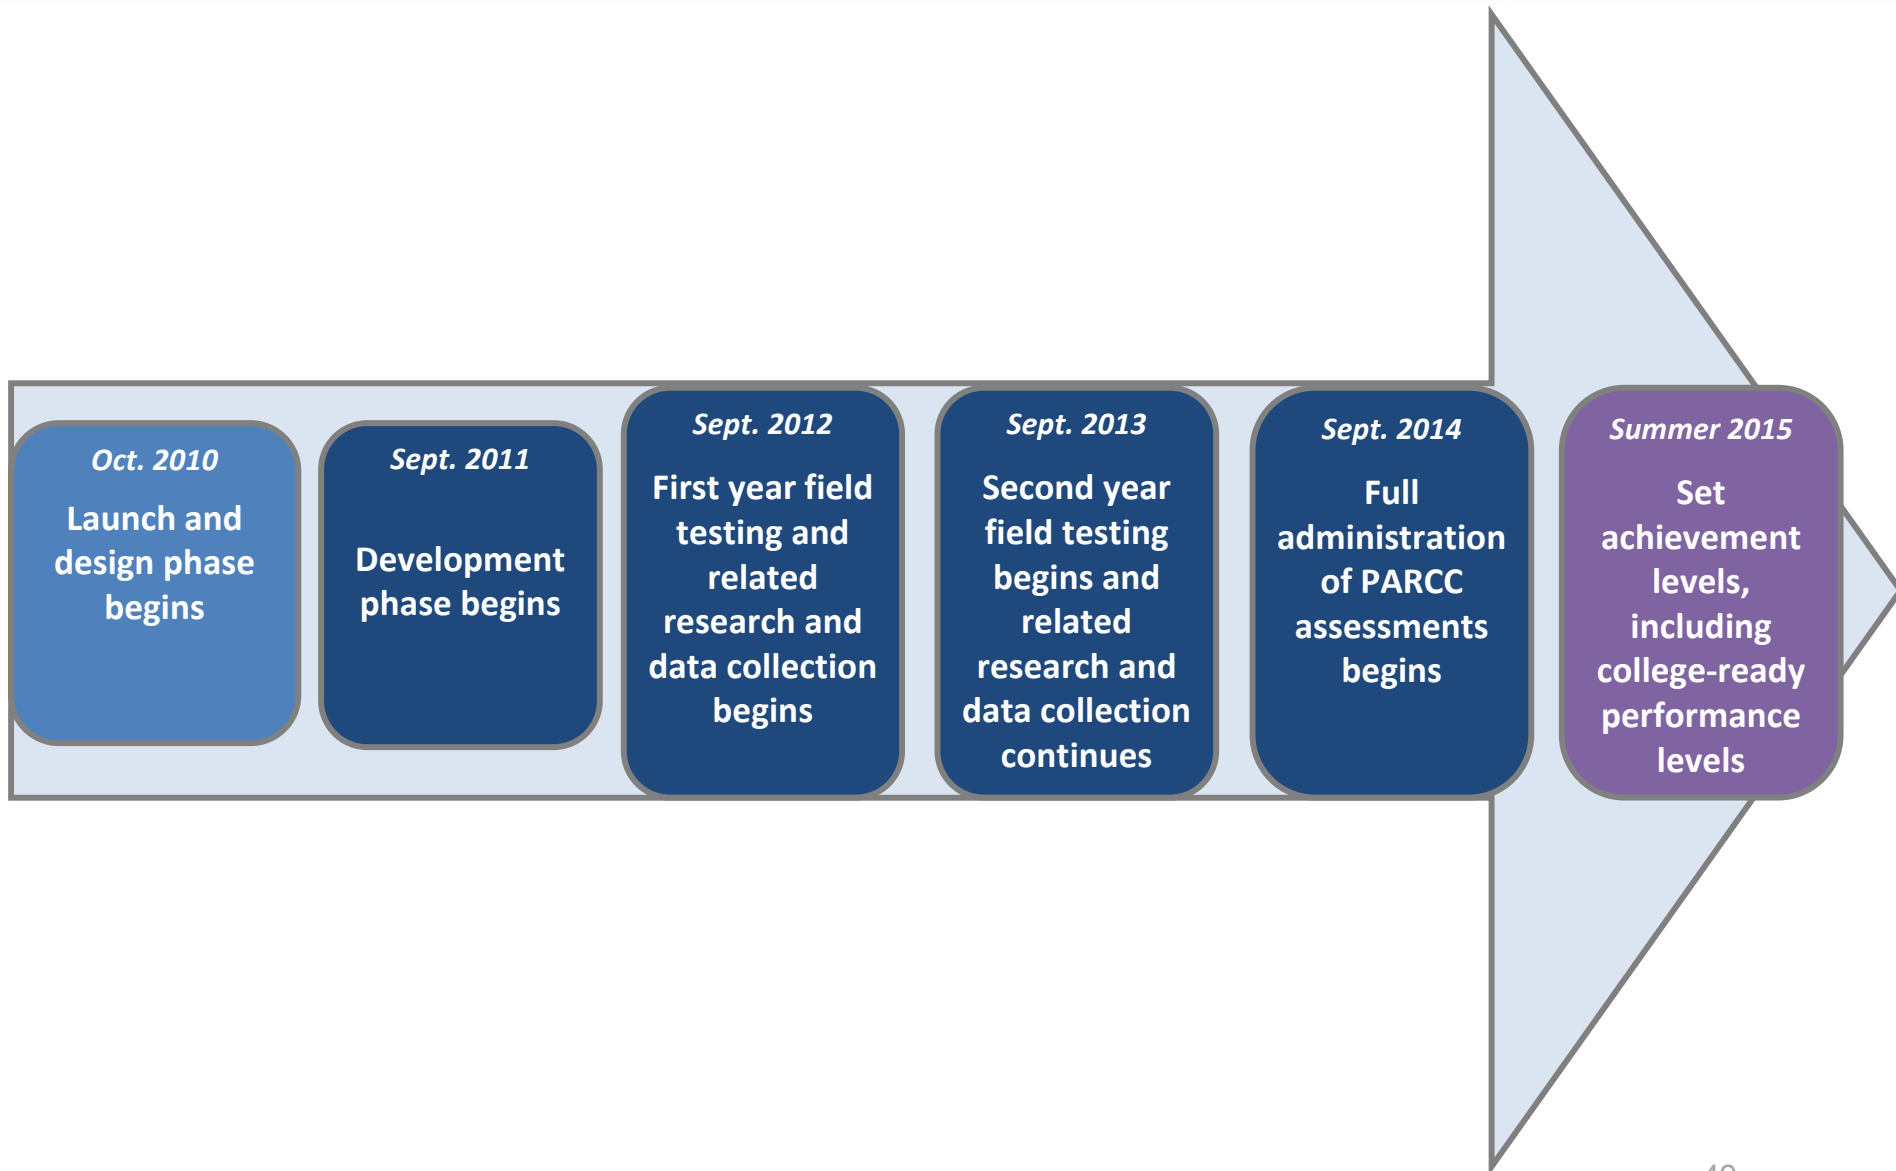 Oct. 2010
Launch and
design phase
begins
Sept. 2011
Development
phase begins
Sept. 2012
First year field
testing and
related
research and
data collection
begins
Sept. 2013
Second year
field testing
begins and
related
research and
data collection
continues
Sept. 2014
Full
administration
of PARCC
assessments
begins
Summer 2015
Set
achievement
levels,
including
college-ready
performance
levels